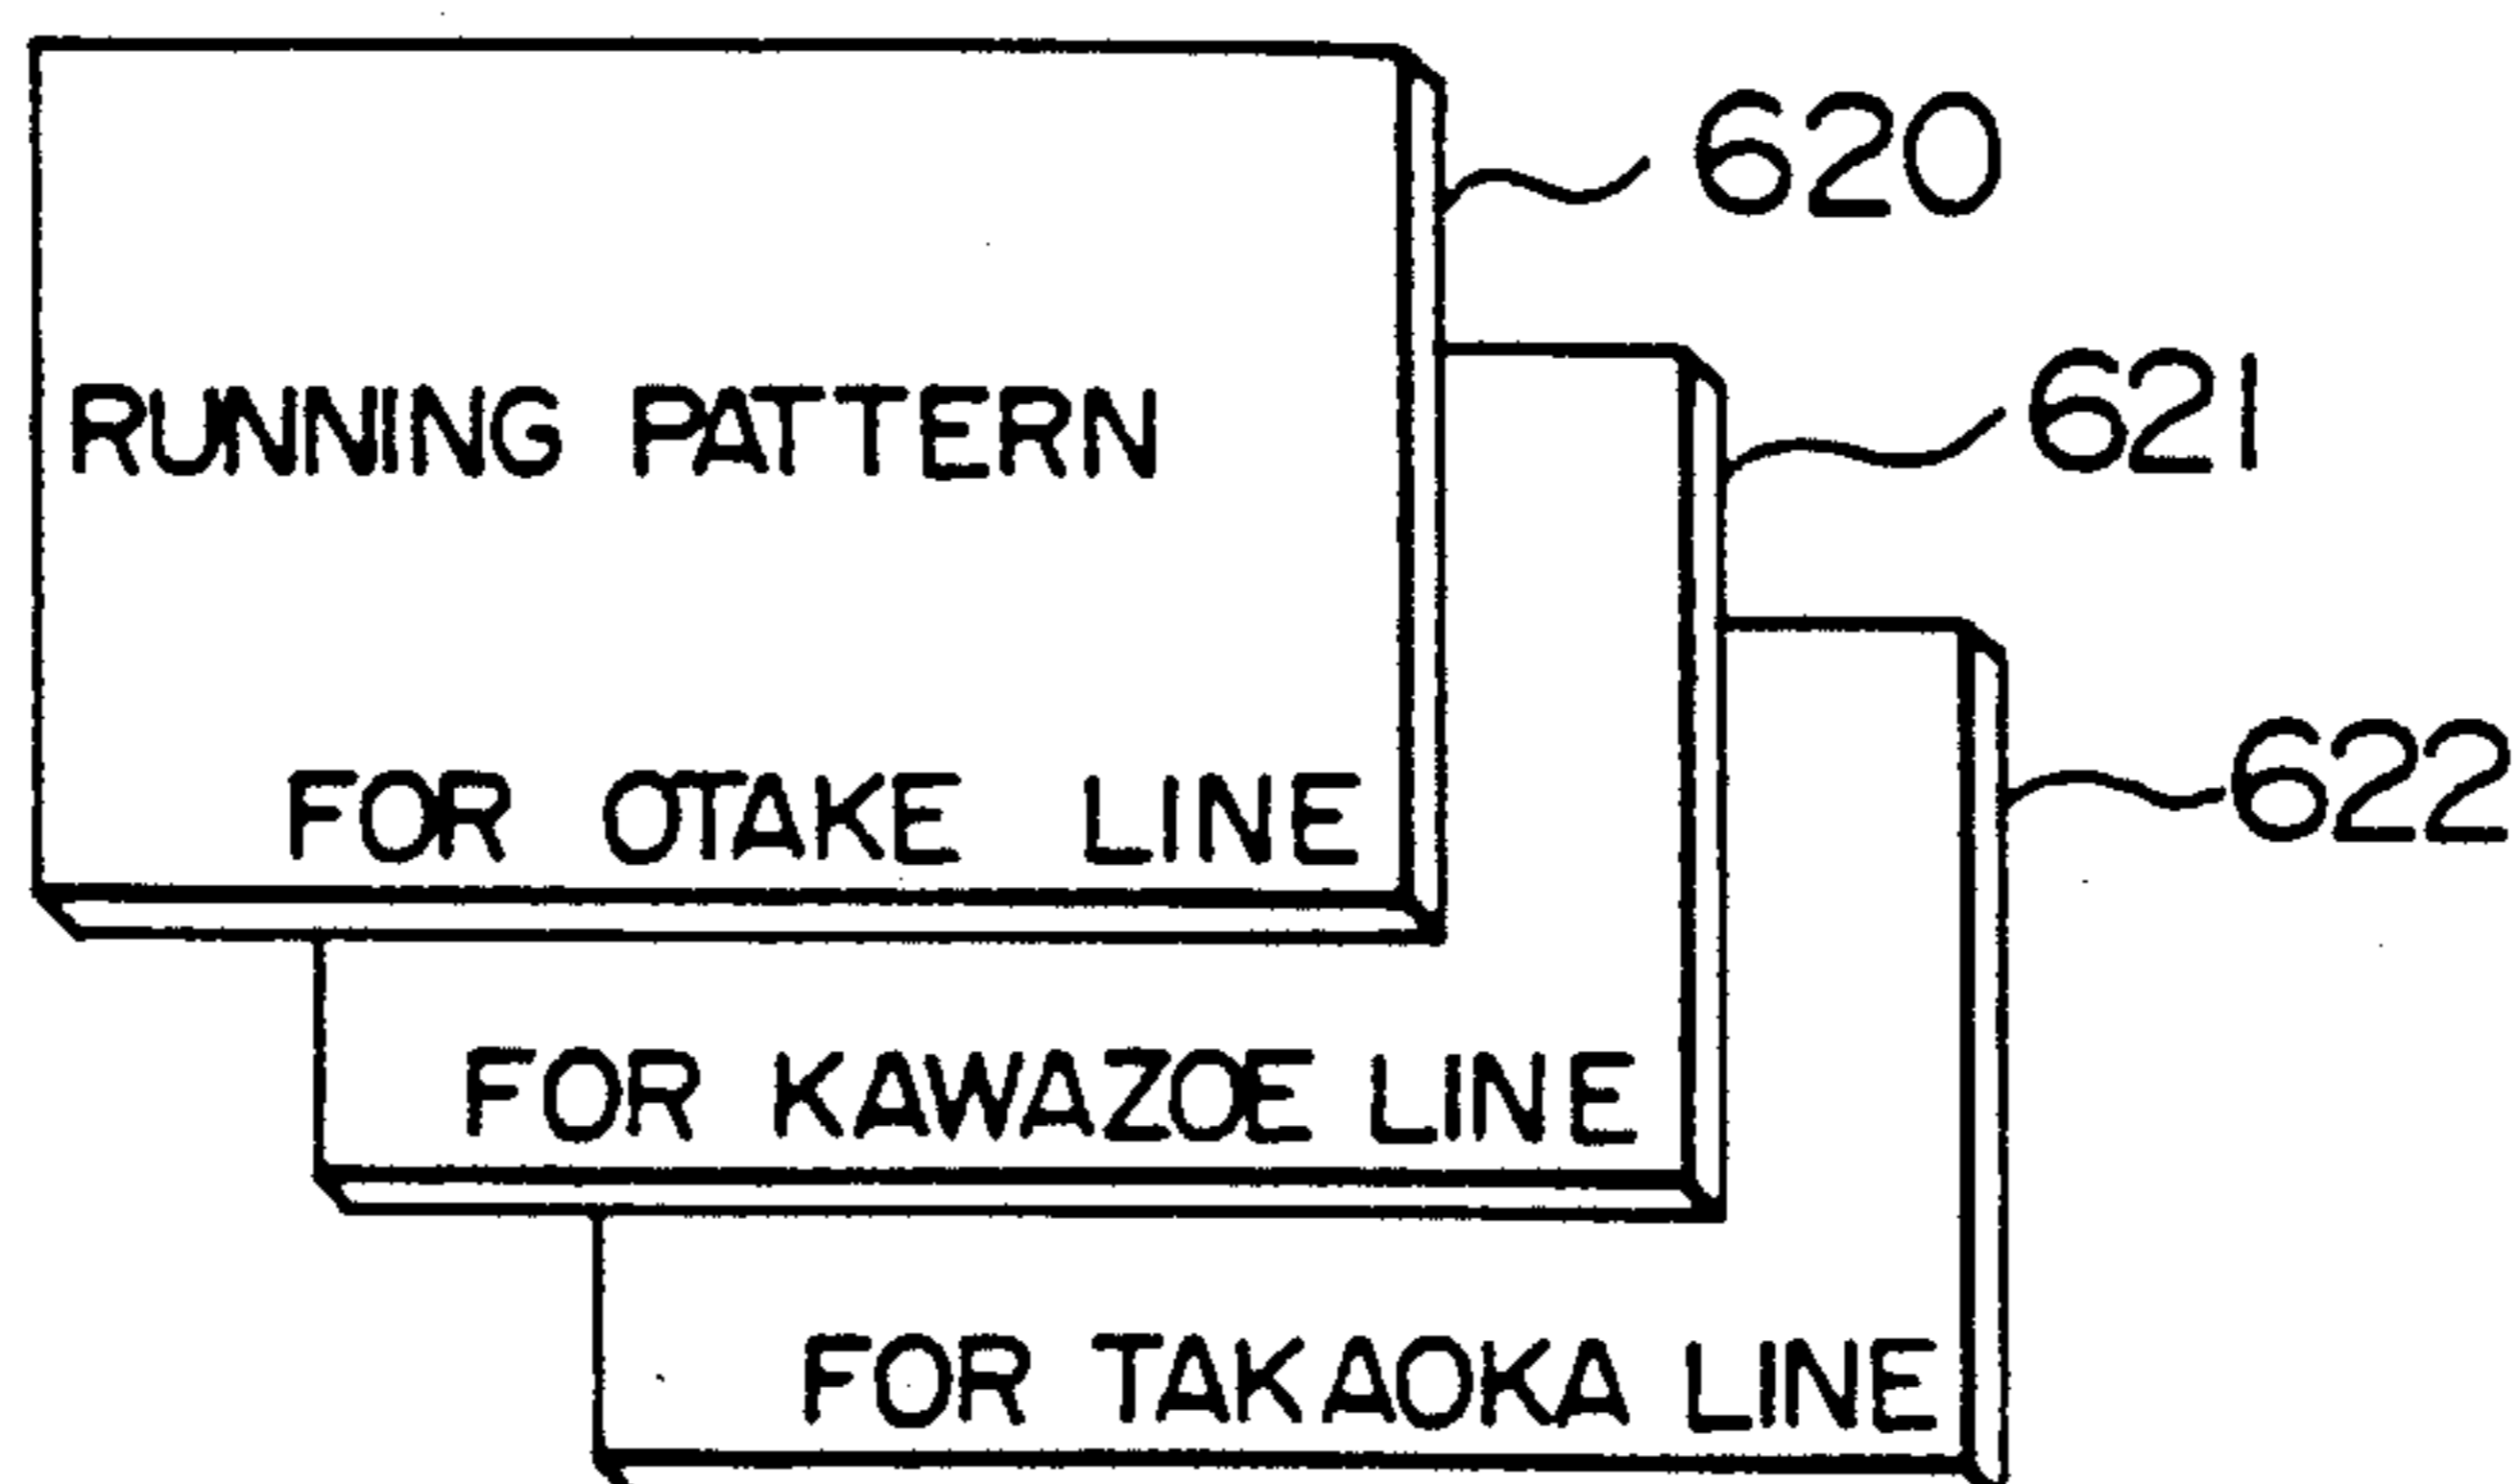 620
RUNNING PATTERN
621
FOR OTAKE LINE
622
FOR KAWAZOE LINE
FOR TAKAOKA LINE